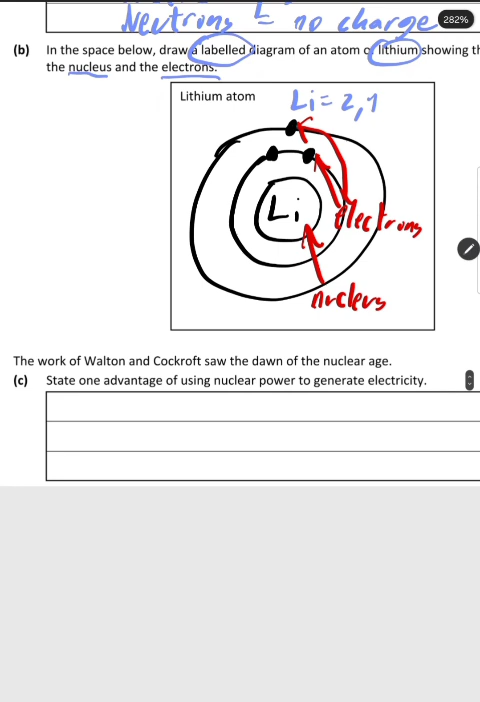 Neutrons = no charge
282%
(b) In the space below, draw a labelled diagram of an atom of lithium showing
the nucleus and the electrons.
Lithium atom
Li = 2,1
Li
Electrons
nucleus
The work of Walton and Cockroft saw the dawn of the nuclear age.
(c) State one advantage of using nuclear power to generate electricity.